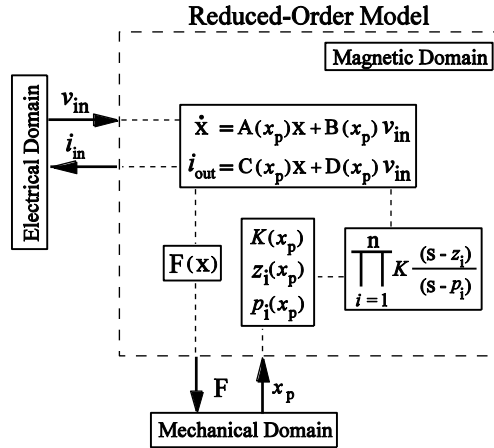 Reduced-Order Model
Magnetic Domain
Electrical Domain
v_in
i_in
ẋ = A(x_p)x + B(x_p) v_in
i_out = C(x_p)x + D(x_p) v_in
F(x)
K(x_p)
z_i(x_p)
p_i(x_p)
n
∏ K (s - z_i)
(s - p_i)
i = 1
F
x_p
Mechanical Domain